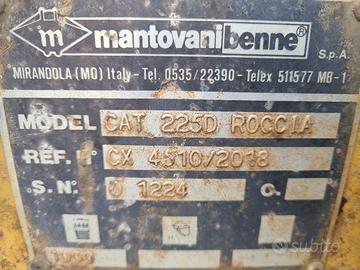 m mantovanibenne® S.p.A.
MIRANDOLA (MO) Italy - Tel. 0535/22390 - Telex 511577 MB-1
MODEL CAT 225D ROCCIA
REF. N° CX 4510/2018
S. N° 0 1224 C.
subito